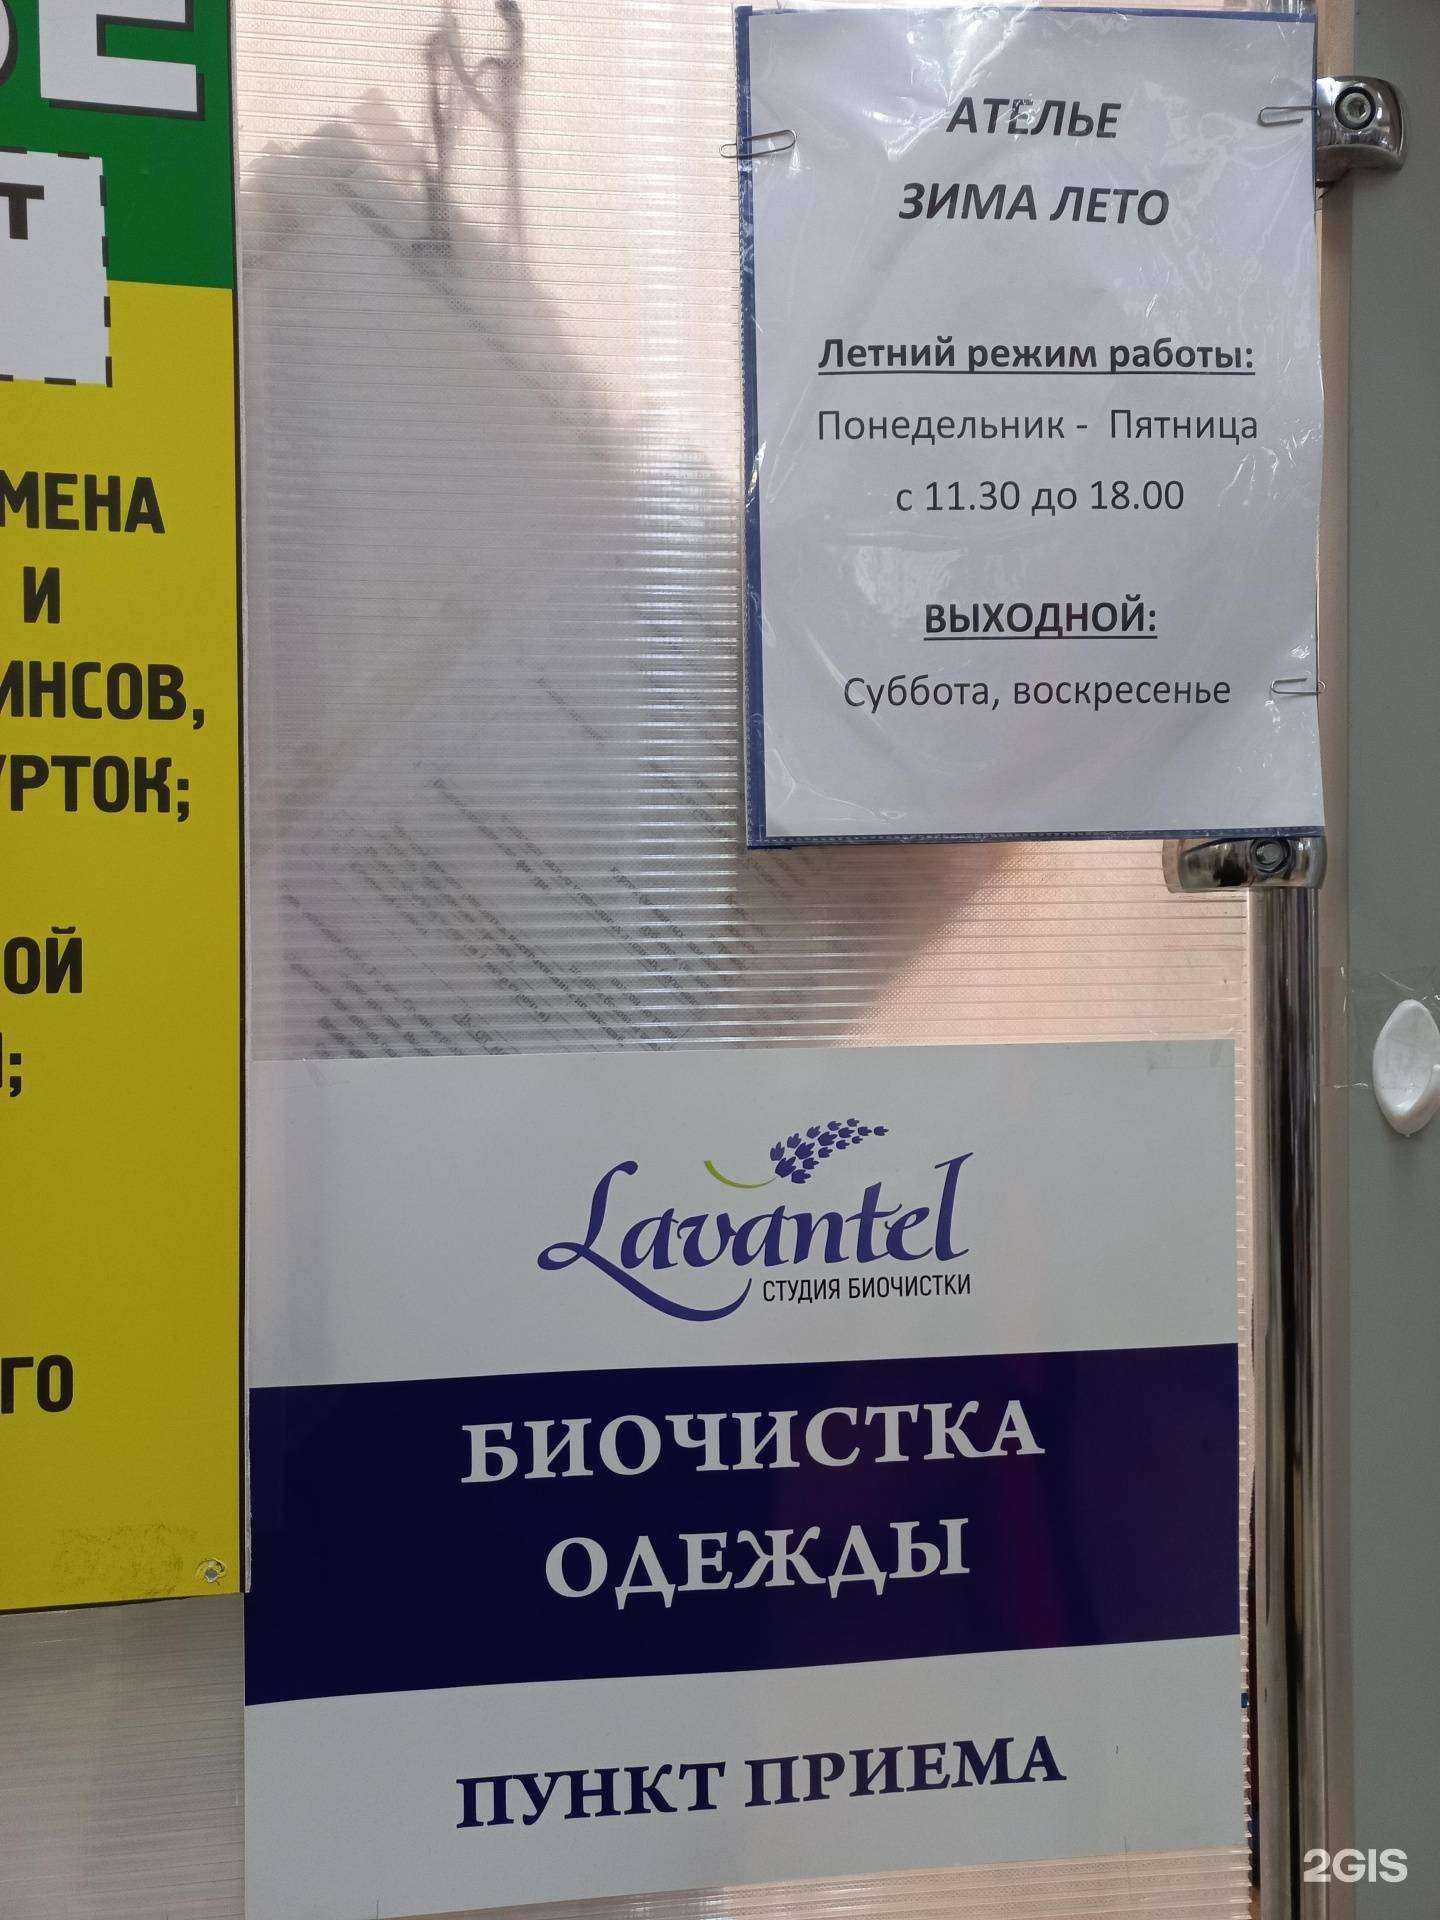 АТЕЛЬЕ
ЗИМА ЛЕТО
Летний режим работы:
Понедельник - Пятница
с 11.30 до 18.00
ВЫХОДНОЙ:
Суббота, воскресенье
Е
Т
МЕНА
И
ИНСОВ,
УРТОК;
ОЙ
;
ГО
Lavantel
СТУДИЯ БИОЧИСТКИ
БИОЧИСТКА
ОДЕЖДЫ
ПУНКТ ПРИЕМА
2GIS